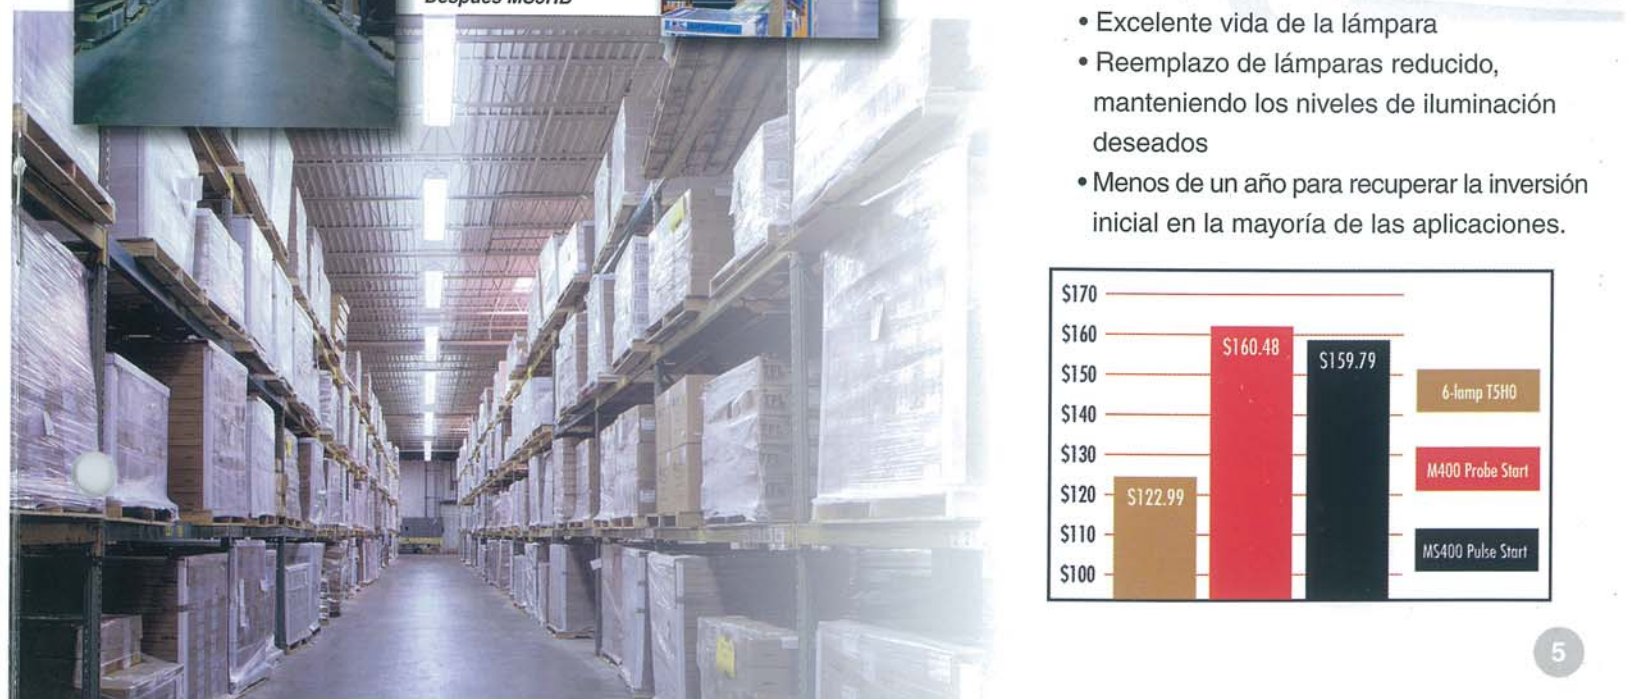 Después
• Excelente vida de la lámpara
• Reemplazo de lámparas reducido,
manteniendo los niveles de iluminación
deseados
• Menos de un año para recuperar la inversión
inicial en la mayoría de las aplicaciones.
$170
$160
$150
$140
$130
$120
$110
$100
$122.99
$160.48
$159.79
6-lamp T5HO
M400 Probe Start
MS400 Pulse Start
5